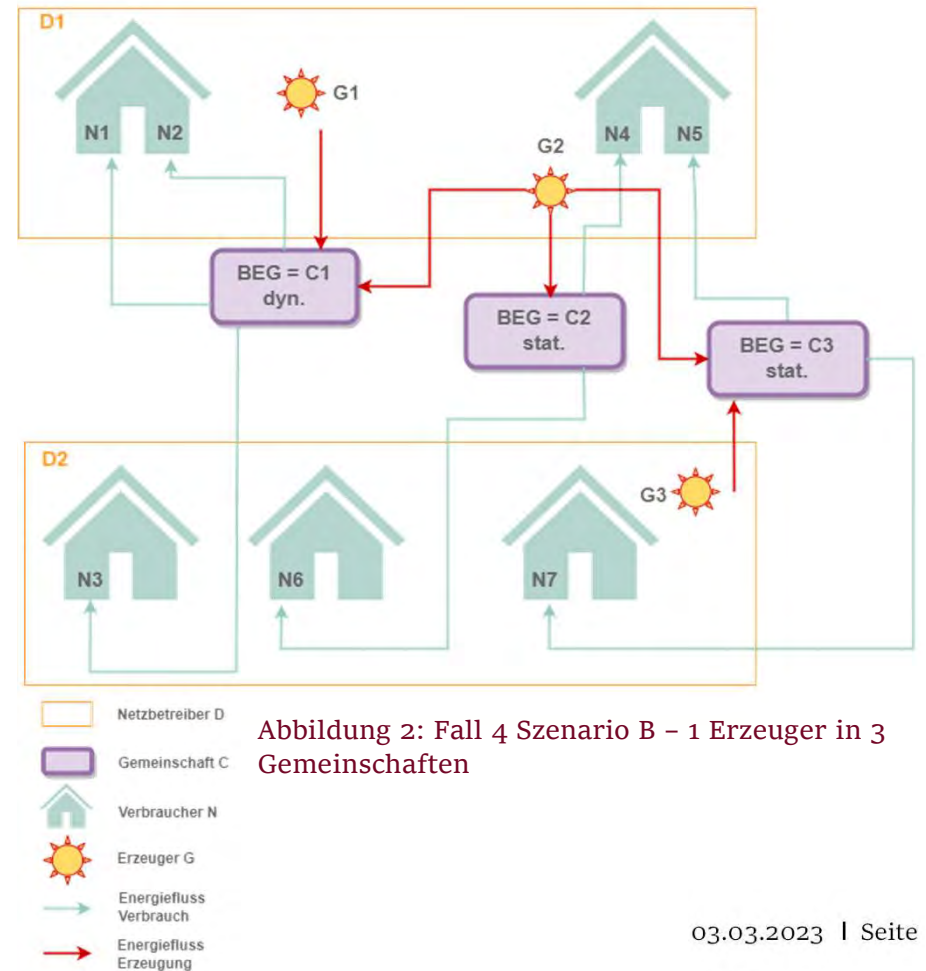 D1
G1
N1
N2
G2
N4
N5
BEG = C1
dyn.
BEG = C2
stat.
BEG = C3
stat.
D2
G3
N3
N6
N7
Netzbetreiber D
Gemeinschaft C
Verbraucher N
Erzeuger G
Energiefluss
Verbrauch
Energiefluss
Erzeugung
Abbildung 2: Fall 4 Szenario B – 1 Erzeuger in 3
Gemeinschaften
03.03.2023 I Seite